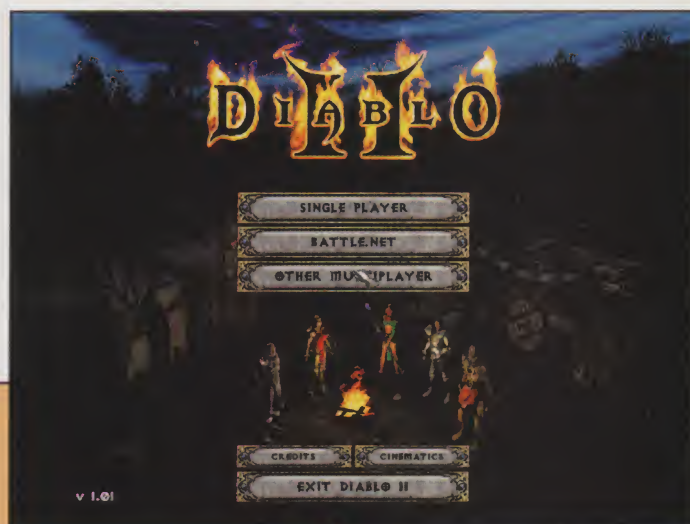 DIABLO II
SINGLE PLAYER
BATTLE.NET
OTHER MULTIPLAYER
CREDITS
CINEMATICS
EXIT DIABLO II
v 1.01